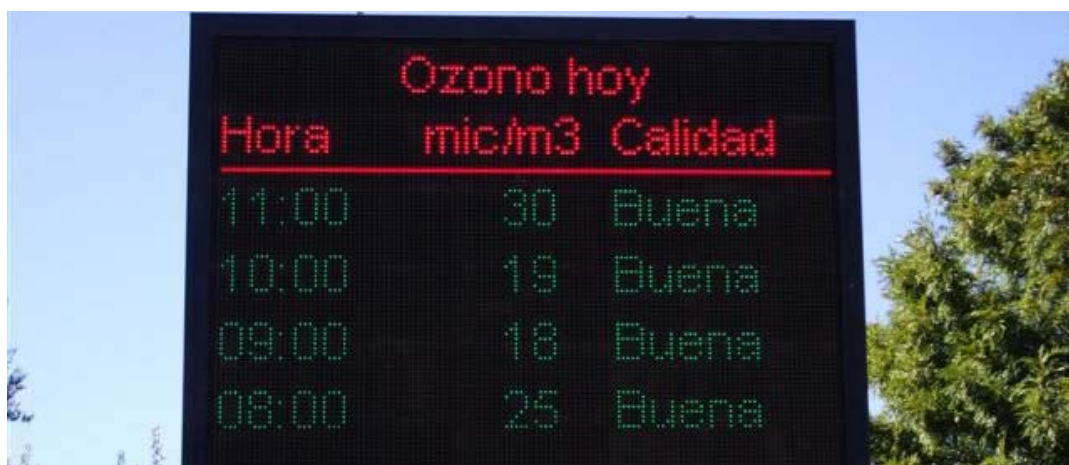 Ozono hoy
Hora mic/m3 Calidad
11:00 30 Buena
10:00 19 Buena
09:00 18 Buena
08:00 25 Buena